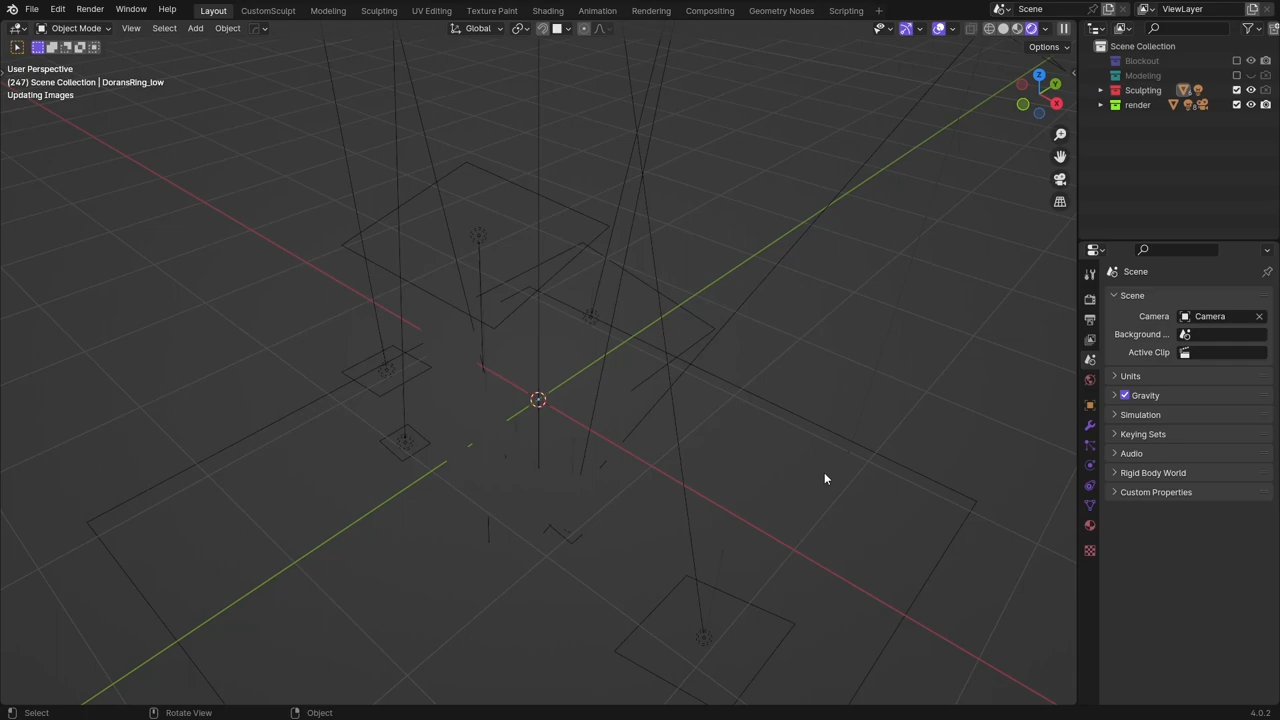 File Edit Render Window Help Layout CustomSculpt Modeling Sculpting UV Editing Texture Paint Shading Animation Rendering Compositing Geometry Nodes Scripting + Scene ViewLayer
Object Mode View Select Add Object Global
Options
User Perspective
(247) Scene Collection | DoransRing_low
Updating Images
Z
Y
X
Scene Collection
Blockout
Modeling
Sculpting
render
8
Scene
Scene
Camera Camera
Background ...
Active Clip
Units
Gravity
Simulation
Keying Sets
Audio
Rigid Body World
Custom Properties
Select Rotate View Object 4.0.2